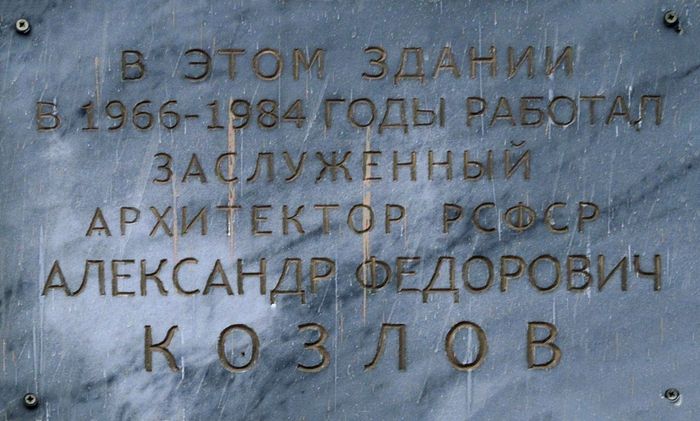 В ЭТОМ ЗДАНИИ
В 1966-1984 ГОДЫ РАБОТАЛ
ЗАСЛУЖЕННЫЙ
АРХИТЕКТОР РСФСР
АЛЕКСАНДР ФЕДОРОВИЧ
КОЗЛОВ